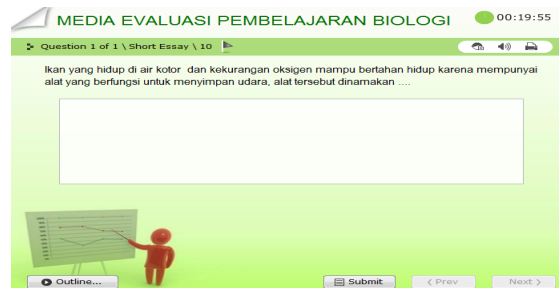 MEDIA EVALUASI PEMBELAJARAN BIOLOGI
00:19:55
Question 1 of 1 \ Short Essay \ 10
Ikan yang hidup di air kotor dan kekurangan oksigen mampu bertahan hidup karena mempunyai
alat yang berfungsi untuk menyimpan udara, alat tersebut dinamakan ....
Outline...
Submit
< Prev
Next >